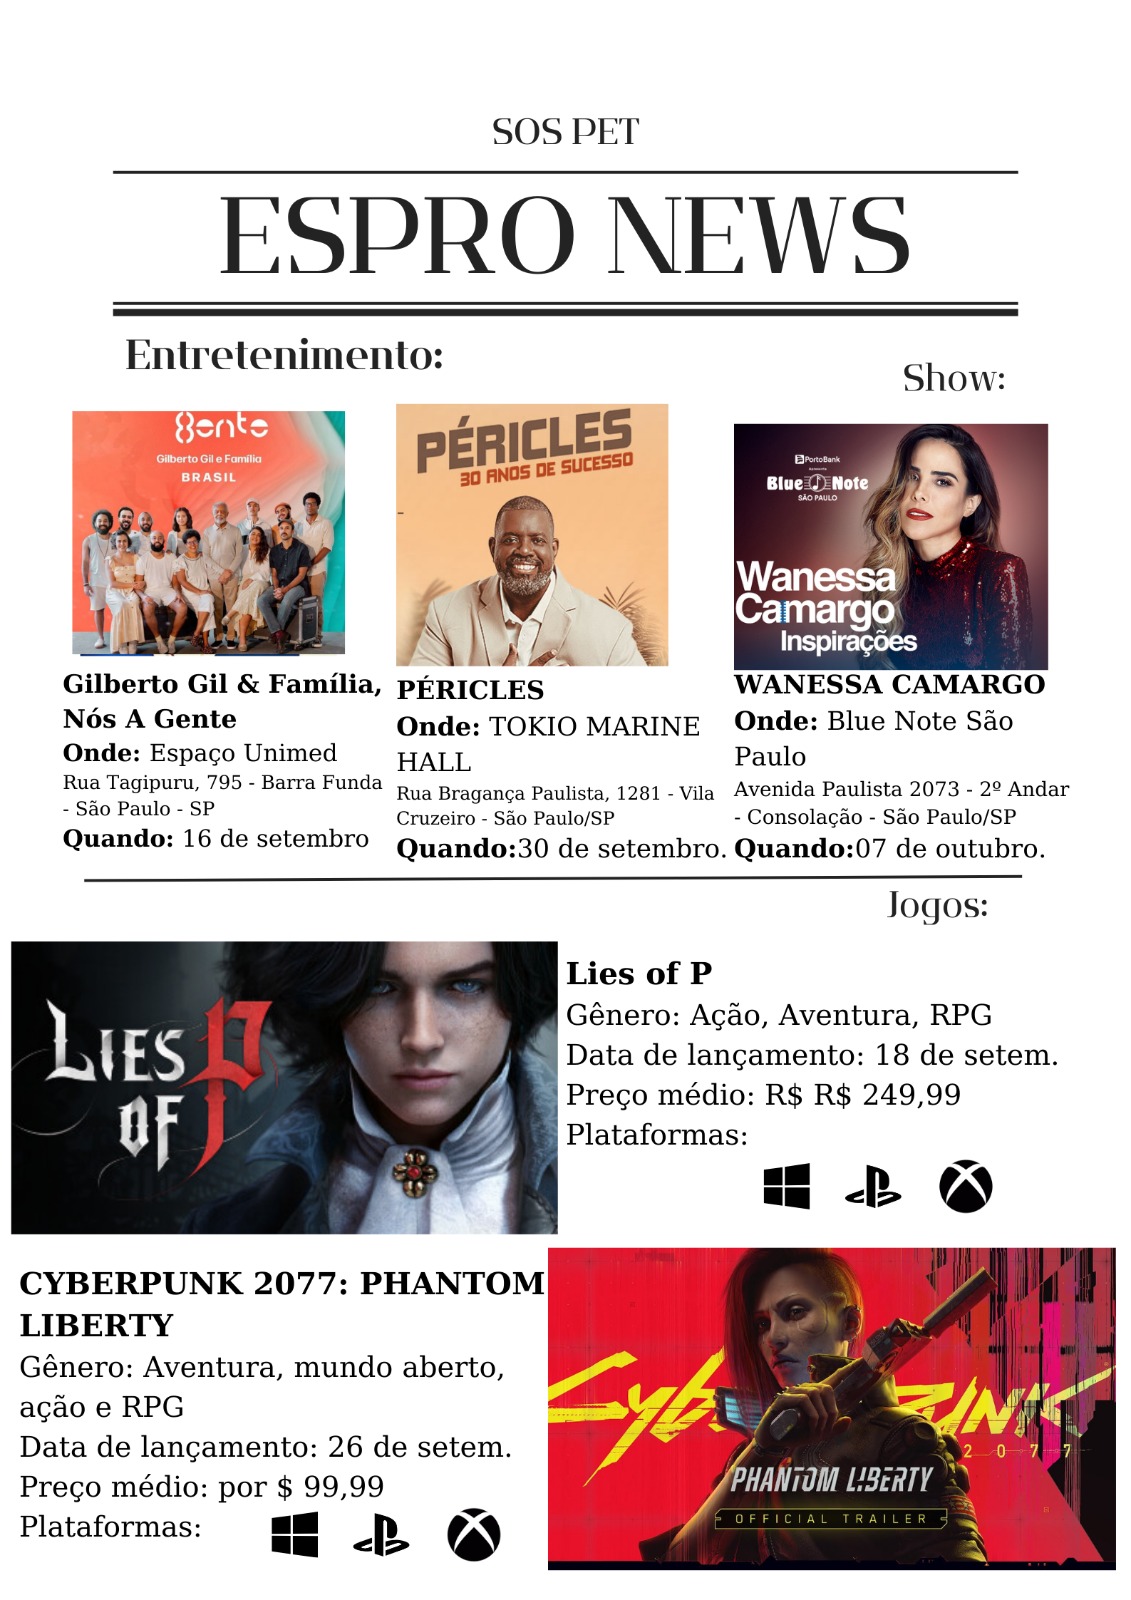 SOS PET
ESPRO NEWS
Entretenimento:
Show:
Gente
Gilberto Gil e Família
BRASIL
PÉRICLES
30 ANOS DE SUCESSO
PortoBank
Blue Note
SÃO PAULO
Wanessa
Camargo
Inspirações
Gilberto Gil & Família,
Nós A Gente
Onde: Espaço Unimed
Rua Tagipuru, 795 - Barra Funda
- São Paulo - SP
Quando: 16 de setembro
PÉRICLES
Onde: TOKIO MARINE
HALL
Rua Bragança Paulista, 1281 - Vila
Cruzeiro - São Paulo/SP
Quando:30 de setembro.
WANESSA CAMARGO
Onde: Blue Note São
Paulo
Avenida Paulista 2073 - 2º Andar
- Consolação - São Paulo/SP
Quando:07 de outubro.
Jogos:
LIES
OF P
Lies of P
Gênero: Ação, Aventura, RPG
Data de lançamento: 18 de setem.
Preço médio: R$ R$ 249,99
Plataformas:
CYBERPUNK 2077: PHANTOM
LIBERTY
Gênero: Aventura, mundo aberto,
ação e RPG
Data de lançamento: 26 de setem.
Preço médio: por $ 99,99
Plataformas:
Cyberpunk
2077
PHANTOM LIBERTY
OFFICIAL TRAILER